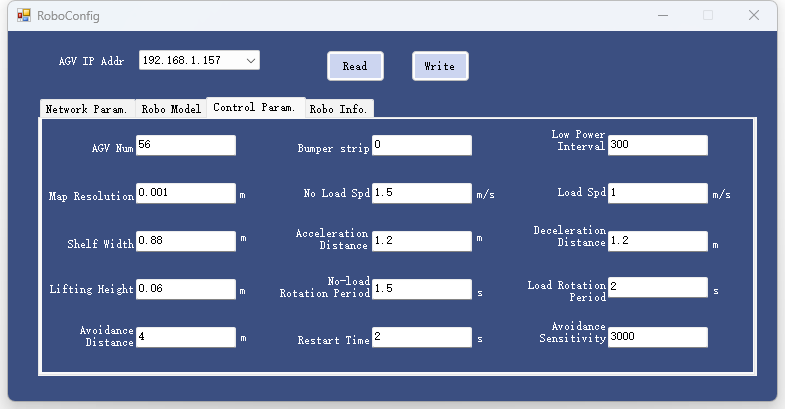 RoboConfig
AGV IP Addr 192.168.1.157 Read Write
Network Param. Robo Model Control Param. Robo Info.
AGV Num 56
Bumper strip 0
Low Power
Interval 300
Map Resolution 0.001 m
No Load Spd 1.5 m/s
Load Spd 1 m/s
Shelf Width 0.88 m
Acceleration
Distance 1.2 m
Deceleration
Distance 1.2 m
Lifting Height 0.06 m
No-load
Rotation Period 1.5 s
Load Rotation
Period 2 s
Avoidance
Distance 4 m
Restart Time 2 s
Avoidance
Sensitivity 3000